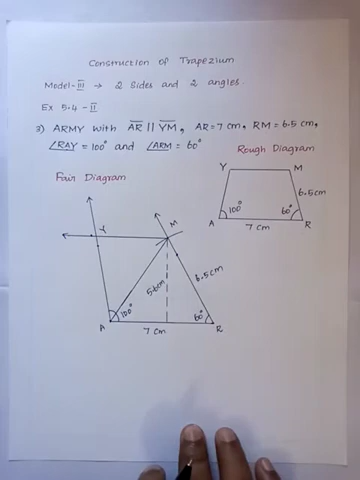 Construction of Trapezium
Model-III → 2 Sides and 2 angles.
Ex 5.4 - II
3) ARMY with AR || YM, AR = 7 cm, RM = 6.5 cm,
∠RAY = 100° and ∠ARM = 60°
Rough Diagram
Y M
6.5cm
100° 60°
A R
7 cm
Fair Diagram
Y M
5.6cm
6.5cm
100° 60°
A R
7 cm